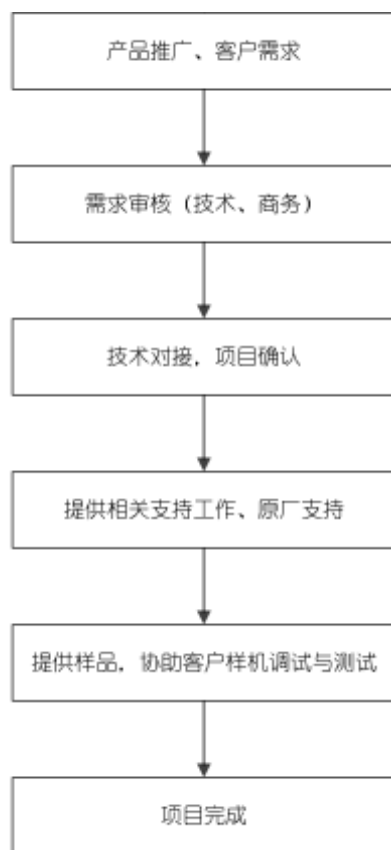 产品推广、客户需求
需求审核（技术、商务）
技术对接，项目确认
提供相关支持工作、原厂支持
提供样品，协助客户样机调试与测试
项目完成